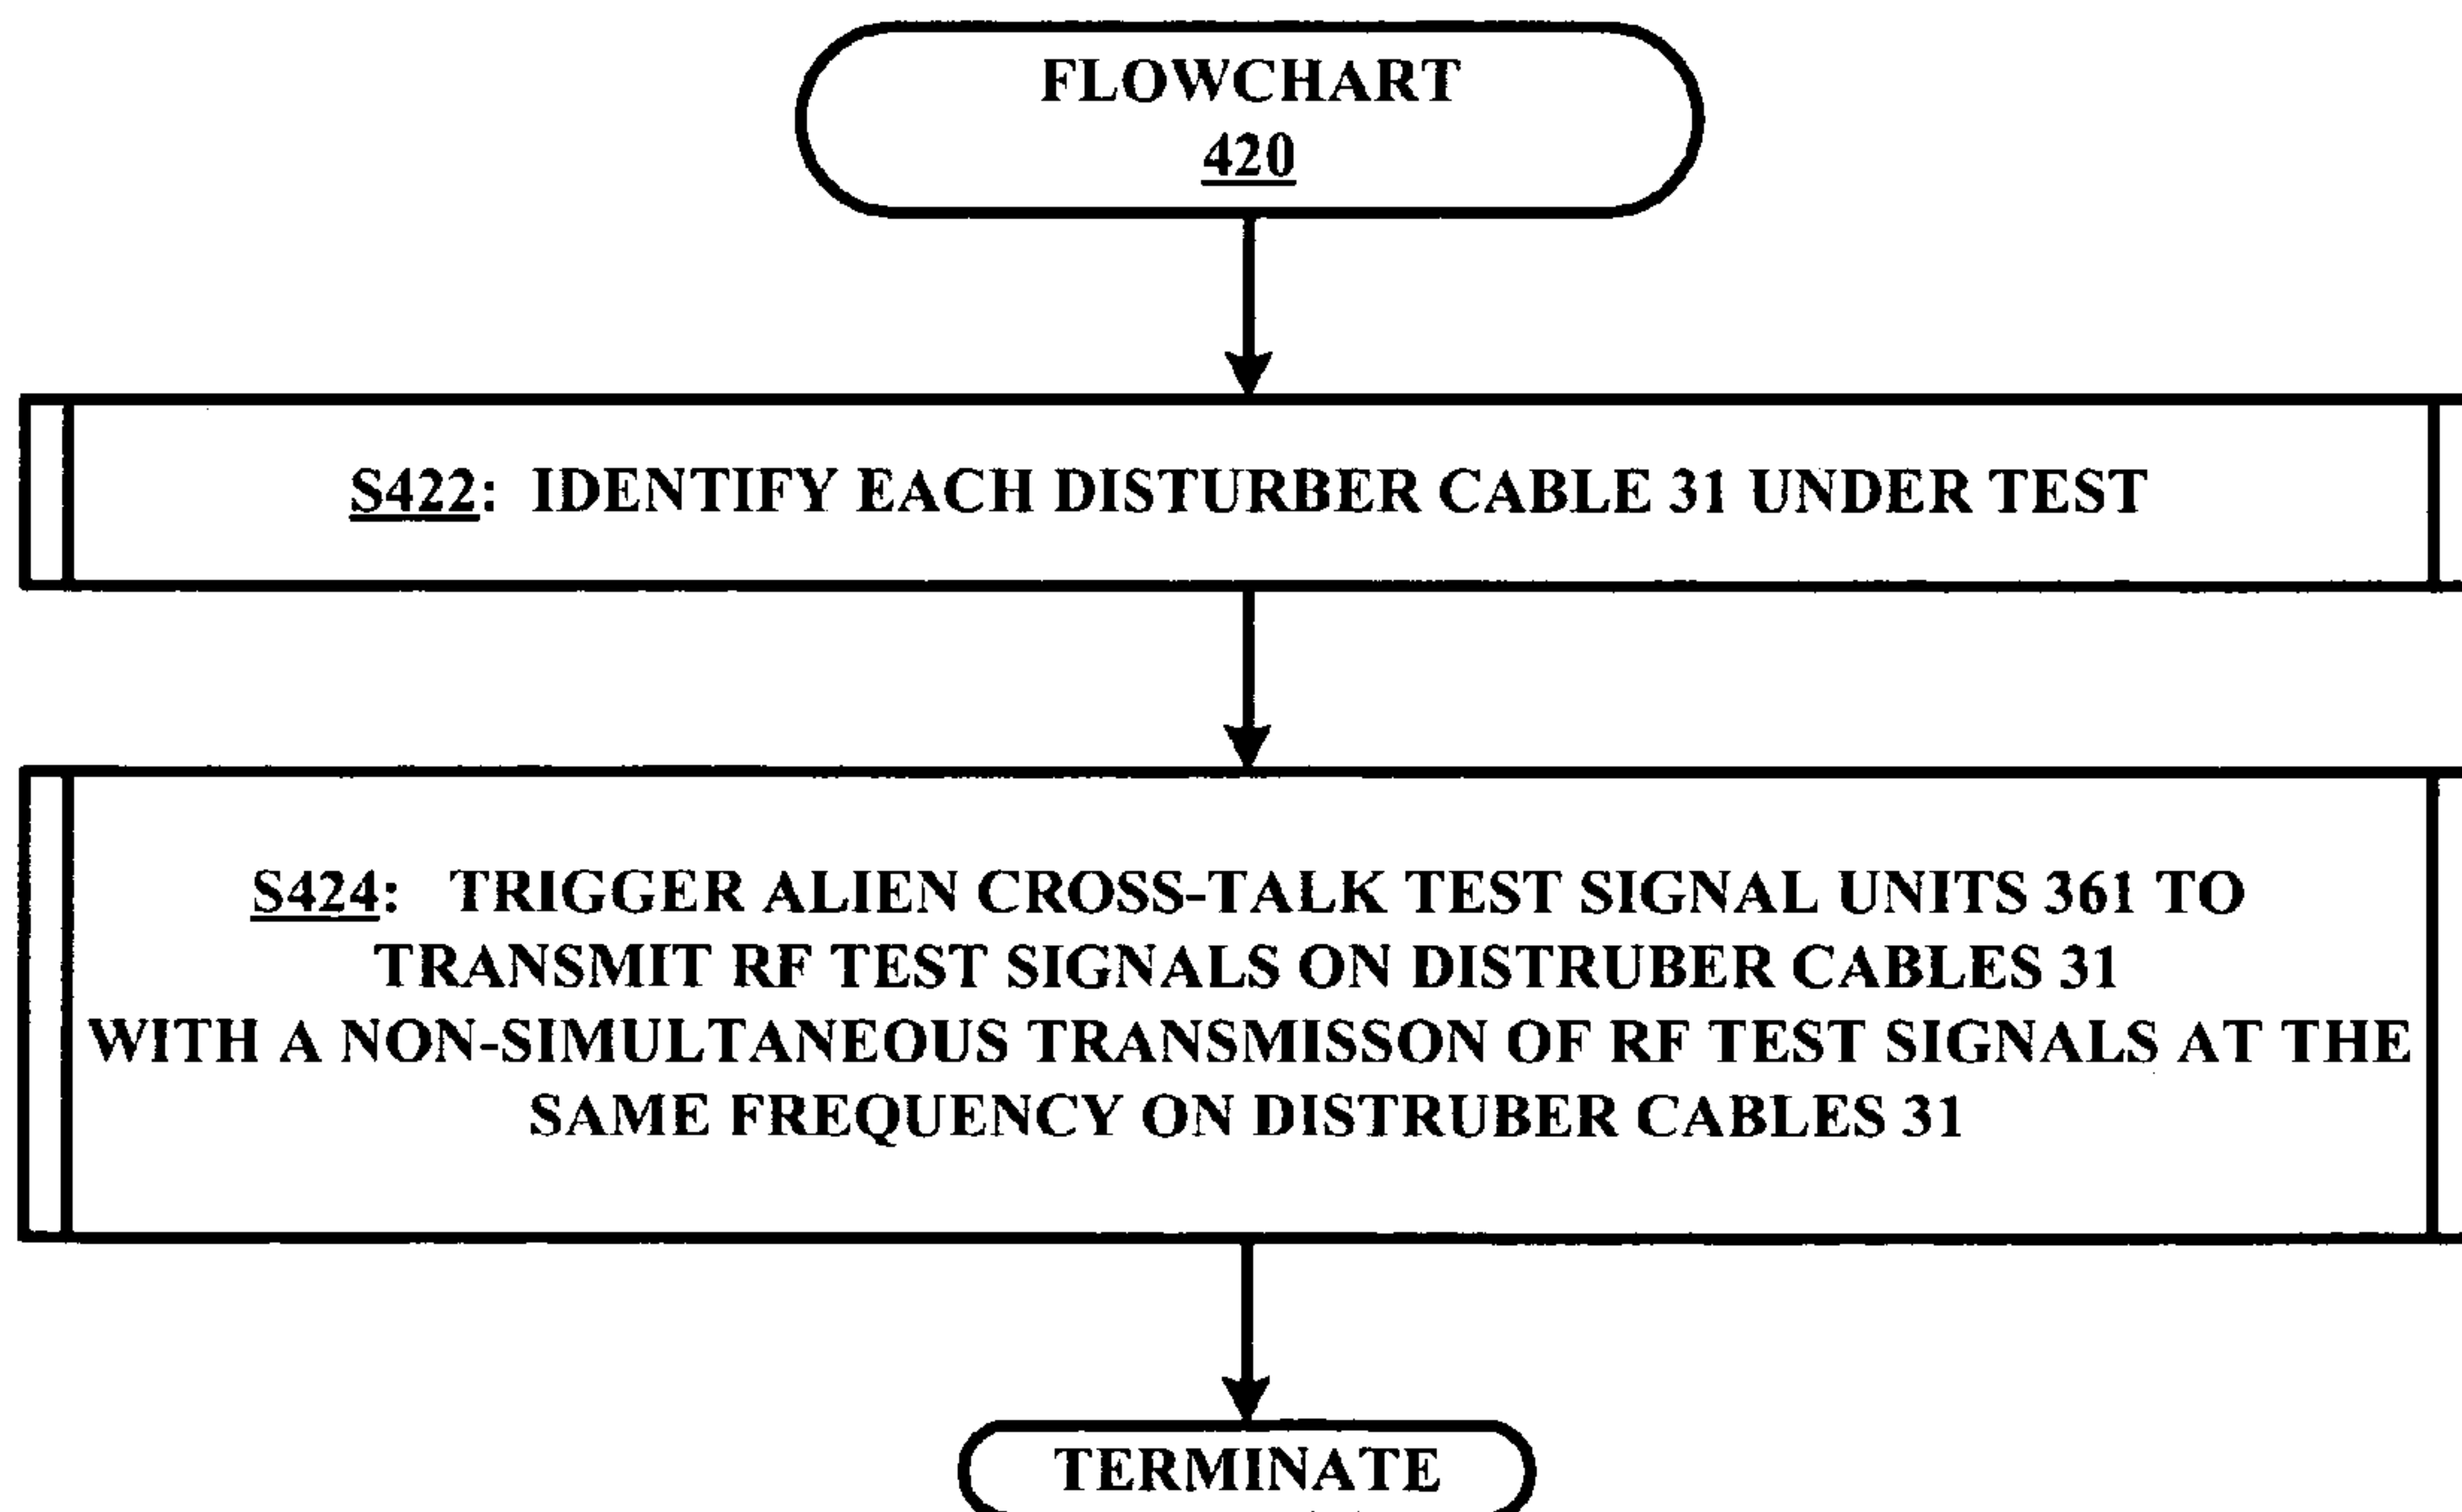 FLOWCHART
420
S422: IDENTIFY EACH DISTURBER CABLE 31 UNDER TEST
S424: TRIGGER ALIEN CROSS-TALK TEST SIGNAL UNITS 361 TO
TRANSMIT RF TEST SIGNALS ON DISTRUBER CABLES 31
WITH A NON-SIMULTANEOUS TRANSMISSON OF RF TEST SIGNALS AT THE
SAME FREQUENCY ON DISTRUBER CABLES 31
TERMINATE